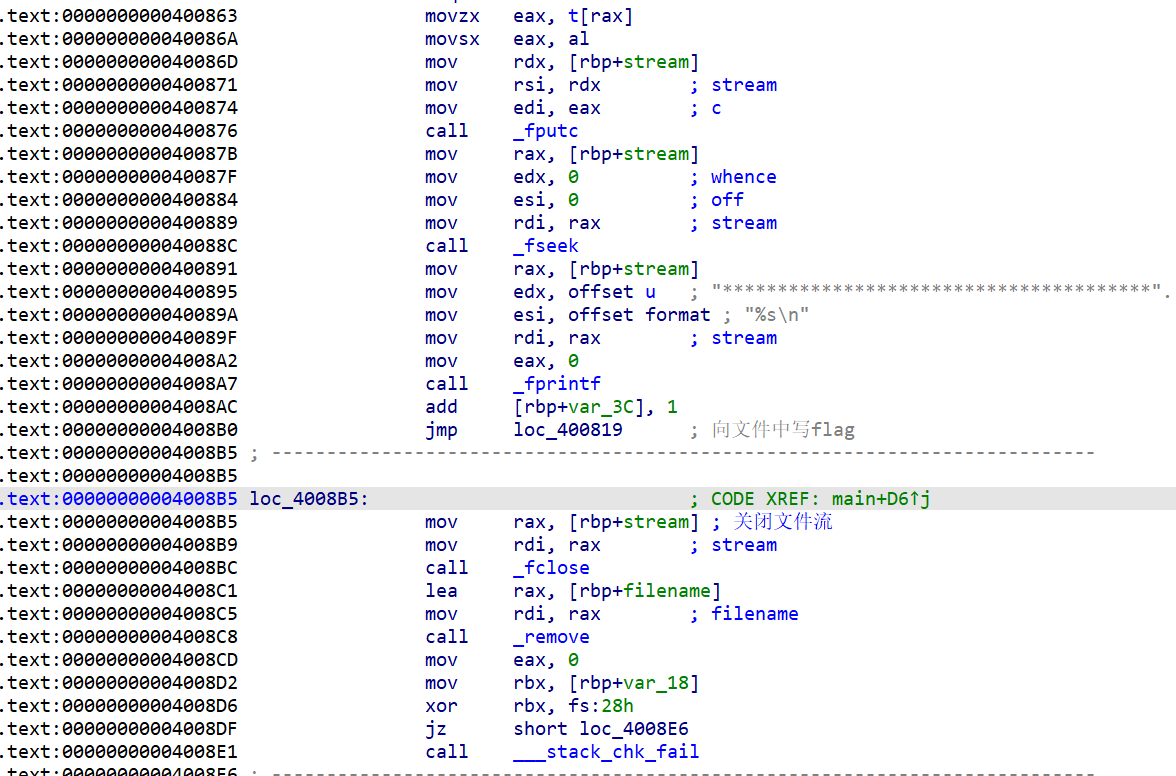 .text:0000000000400863 movzx eax, t[rax]
.text:000000000040086A movsx eax, al
.text:000000000040086D mov rdx, [rbp+stream]
.text:0000000000400871 mov rsi, rdx ; stream
.text:0000000000400874 mov edi, eax ; c
.text:0000000000400876 call _fputc
.text:000000000040087B mov rax, [rbp+stream]
.text:000000000040087F mov edx, 0 ; whence
.text:0000000000400884 mov esi, 0 ; off
.text:0000000000400889 mov rdi, rax ; stream
.text:000000000040088C call _fseek
.text:0000000000400891 mov rax, [rbp+stream]
.text:0000000000400895 mov edx, offset u ; "***************************************".
.text:000000000040089A mov esi, offset format ; "%s\n"
.text:000000000040089F mov rdi, rax ; stream
.text:00000000004008A2 mov eax, 0
.text:00000000004008A7 call _fprintf
.text:00000000004008AC add [rbp+var_3C], 1
.text:00000000004008B0 jmp loc_400819 ; 向文件中写flag
.text:00000000004008B5 ; ---------------------------------------------------------------------------
.text:00000000004008B5
.text:00000000004008B5 loc_4008B5: ; CODE XREF: main+D6↑j
.text:00000000004008B5 mov rax, [rbp+stream] ; 关闭文件流
.text:00000000004008B9 mov rdi, rax ; stream
.text:00000000004008BC call _fclose
.text:00000000004008C1 lea rax, [rbp+filename]
.text:00000000004008C5 mov rdi, rax ; filename
.text:00000000004008C8 call _remove
.text:00000000004008CD mov eax, 0
.text:00000000004008D2 mov rbx, [rbp+var_18]
.text:00000000004008D6 xor rbx, fs:28h
.text:00000000004008DF jz short loc_4008E6
.text:00000000004008E1 call ___stack_chk_fail
.text:00000000004008E6 ; ---------------------------------------------------------------------------